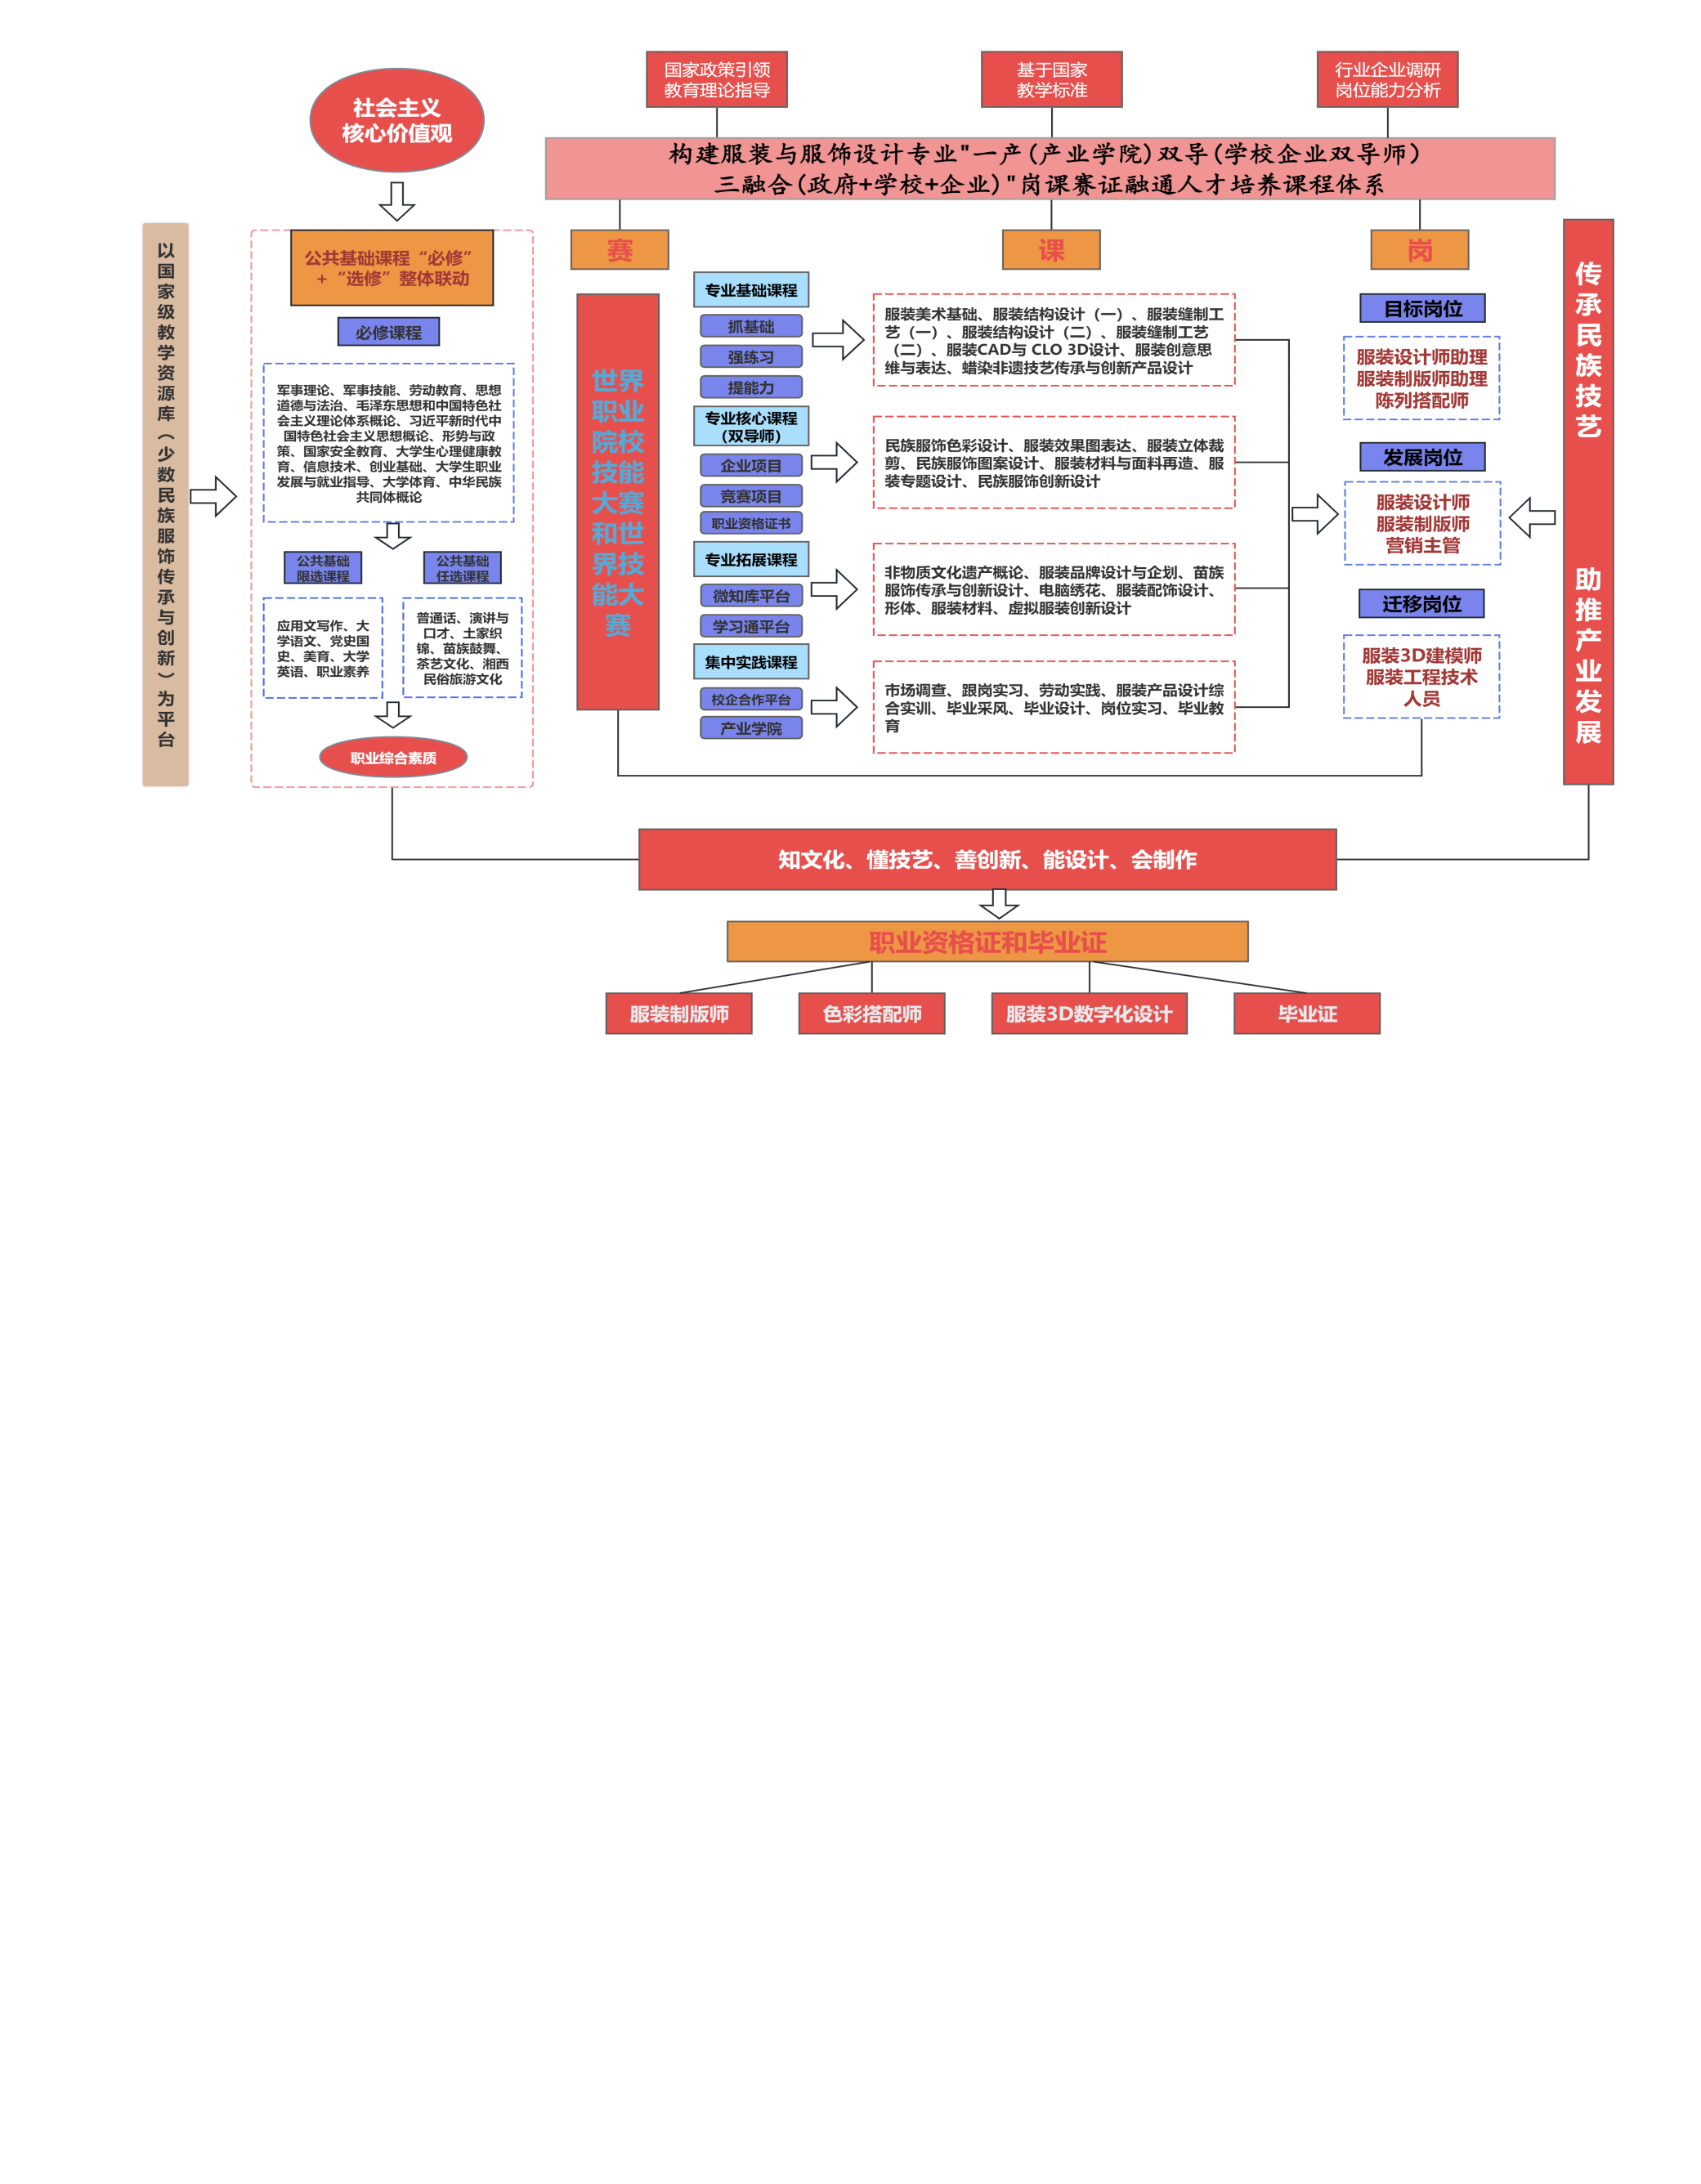 国家政策引领
教育理论指导
基于国家
教学标准
行业企业调研
岗位能力分析
社会主义
核心价值观
构建服装与服饰设计专业"一产(产业学院)双导(学校企业双导师)
三融合(政府+学校+企业)"岗课赛证融通人才培养课程体系
以国家级教学资源库（少数民族服饰传承与创新）为平台
公共基础课程“必修”
+“选修”整体联动
必修课程
军事理论、军事技能、劳动教育、思想
道德与法治、毛泽东思想和中国特色社
会主义理论体系概论、习近平新时代中
国特色社会主义思想概论、形势与政
策、国家安全教育、大学生心理健康教
育、信息技术、创业基础、大学生职业
发展与就业指导、大学体育、中华民族
共同体概论
公共基础
限选课程
应用文写作、大
学语文、党史国
史、美育、大学
英语、职业素养
公共基础
任选课程
普通话、演讲与
口才、土家织
锦、苗族鼓舞、
茶艺文化、湘西
民俗旅游文化
职业综合素质
赛
世界
职业
院校
技能
大赛
和世
界技
能大
赛
课
专业基础课程
抓基础
强练习
提能力
服装美术基础、服装结构设计（一）、服装缝制工
艺（一）、服装结构设计（二）、服装缝制工艺
（二）、服装CAD与 CLO 3D设计、服装创意思
维与表达、蜡染非遗技艺传承与创新产品设计
专业核心课程
（双导师）
企业项目
竞赛项目
职业资格证书
民族服饰色彩设计、服装效果图表达、服装立体裁
剪、民族服饰图案设计、服装材料与面料再造、服
装专题设计、民族服饰创新设计
专业拓展课程
微知库平台
学习通平台
非物质文化遗产概论、服装品牌设计与企划、苗族
服饰传承与创新设计、电脑绣花、服装配饰设计、
形体、服装材料、虚拟服装创新设计
集中实践课程
校企合作平台
产业学院
市场调查、跟岗实习、劳动实践、服装产品设计综
合实训、毕业采风、毕业设计、岗位实习、毕业教
育
岗
目标岗位
服装设计师助理
服装制版师助理
陈列搭配师
发展岗位
服装设计师
服装制版师
营销主管
迁移岗位
服装3D建模师
服装工程技术
人员
传承民族技艺
助推产业发展
知文化、懂技艺、善创新、能设计、会制作
职业资格证和毕业证
服装制版师
色彩搭配师
服装3D数字化设计
毕业证